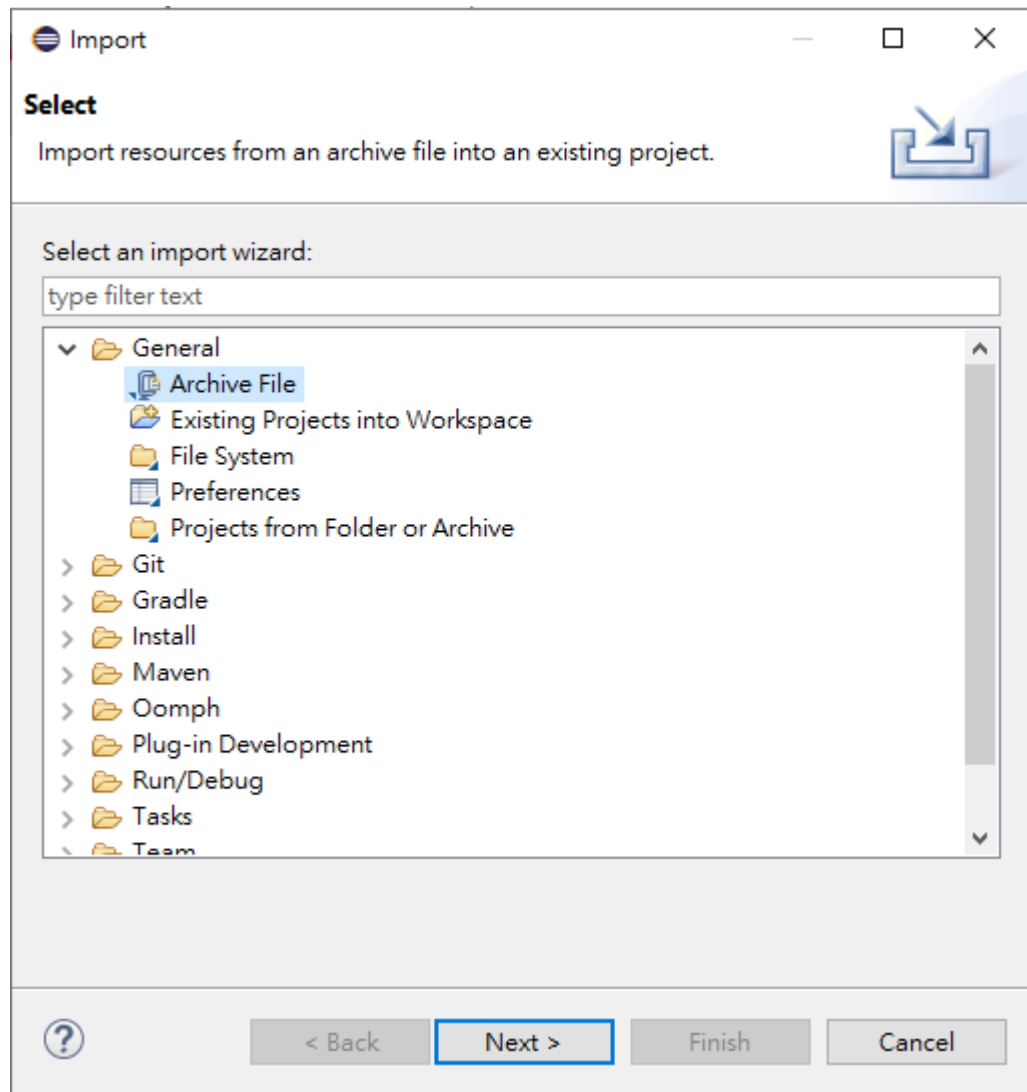 Import
Select
Import resources from an archive file into an existing project.
Select an import wizard:
type filter text
General
Archive File
Existing Projects into Workspace
File System
Preferences
Projects from Folder or Archive
Git
Gradle
Install
Maven
Oomph
Plug-in Development
Run/Debug
Tasks
Team
? < Back Next > Finish Cancel